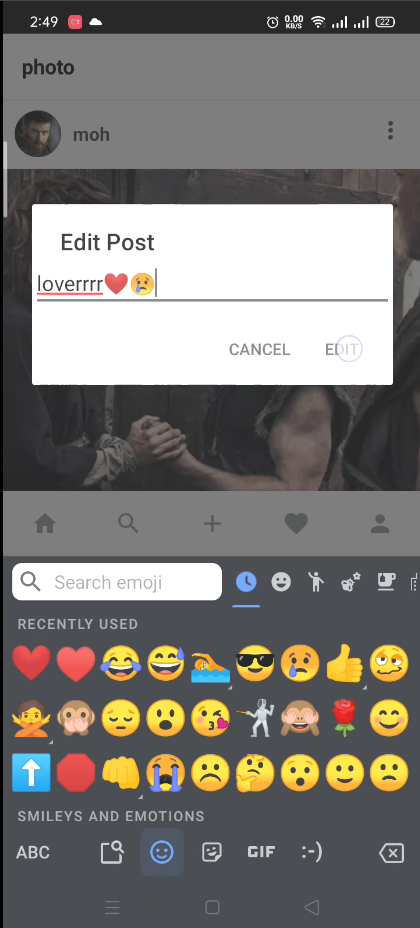 2:49 0.00 KB/S 22
photo
moh
Edit Post
loverrrr❤️😢
CANCEL EDIT
Search emoji
RECENTLY USED
SMILEYS AND EMOTIONS
ABC GIF :-)